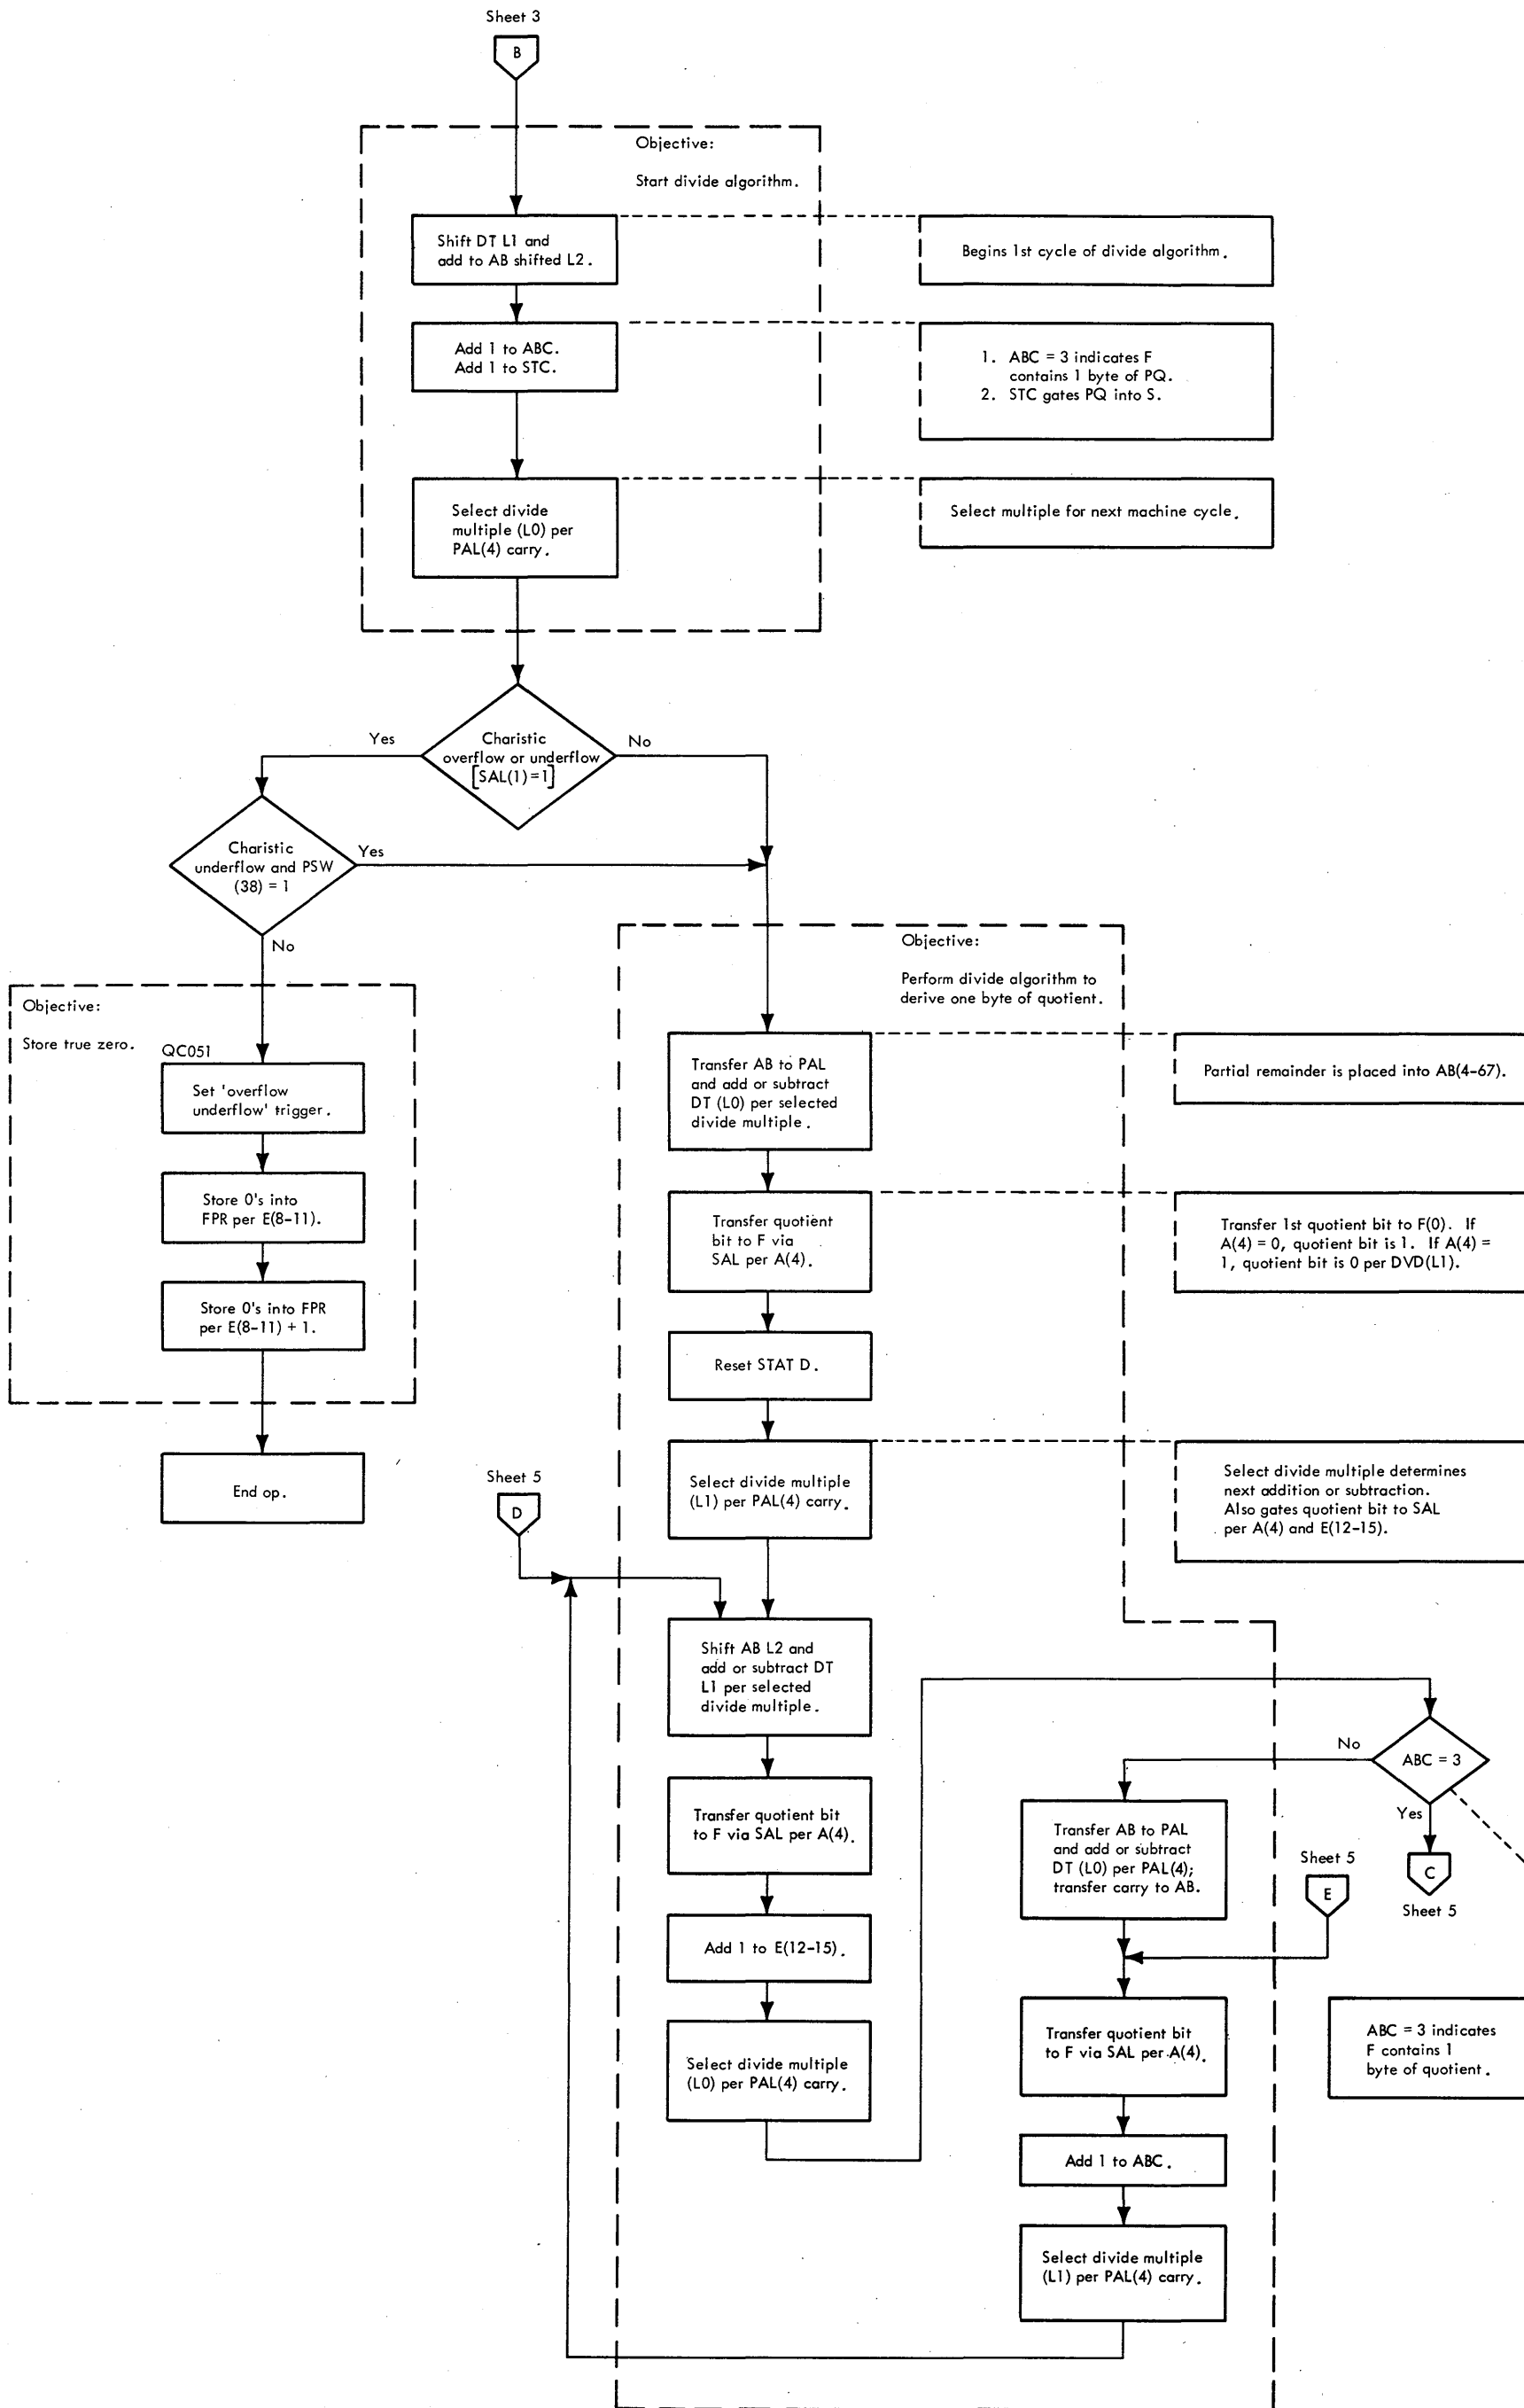 Sheet 3
B
Objective:
Start divide algorithm.
Shift DT L1 and
add to AB shifted L2.
Begins 1st cycle of divide algorithm.
Add 1 to ABC.
Add 1 to STC.
1. ABC = 3 indicates F
contains 1 byte of PQ.
2. STC gates PQ into S.
Select divide
multiple (L0) per
PAL(4) carry.
Select multiple for next machine cycle.
Charistic
overflow or underflow
[SAL(1)=1]
Yes
No
Charistic
underflow and PSW
(38) = 1
Yes
No
Objective:
Store true zero.
QC051
Set 'overflow
underflow' trigger.
Store 0's into
FPR per E(8-11).
Store 0's into FPR
per E(8-11) + 1.
End op.
Objective:
Perform divide algorithm to
derive one byte of quotient.
Transfer AB to PAL
and add or subtract
DT (L0) per selected
divide multiple.
Partial remainder is placed into AB(4-67).
Transfer quotient
bit to F via
SAL per A(4).
Transfer 1st quotient bit to F(0). If
A(4) = 0, quotient bit is 1. If A(4) =
1, quotient bit is 0 per DVD(L1).
Reset STAT D.
Select divide multiple
(L1) per PAL(4) carry.
Select divide multiple determines
next addition or subtraction.
Also gates quotient bit to SAL
per A(4) and E(12-15).
Sheet 5
D
Shift AB L2 and
add or subtract DT
L1 per selected
divide multiple.
Transfer quotient bit
to F via SAL per A(4).
Add 1 to E(12-15).
Select divide multiple
(L0) per PAL(4) carry.
ABC = 3
No
Yes
C
Sheet 5
Transfer AB to PAL
and add or subtract
DT (L0) per PAL(4);
transfer carry to AB.
Sheet 5
E
Transfer quotient bit
to F via SAL per A(4).
ABC = 3 indicates
F contains 1
byte of quotient.
Add 1 to ABC.
Select divide multiple
(L1) per PAL(4) carry.